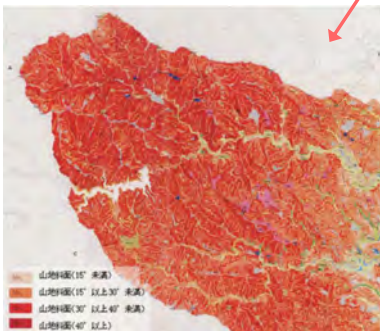 山地斜面(15° 未満)
山地斜面(15° 以上30° 未満)
山地斜面(30° 以上40° 未満)
山地斜面(40° 以上)